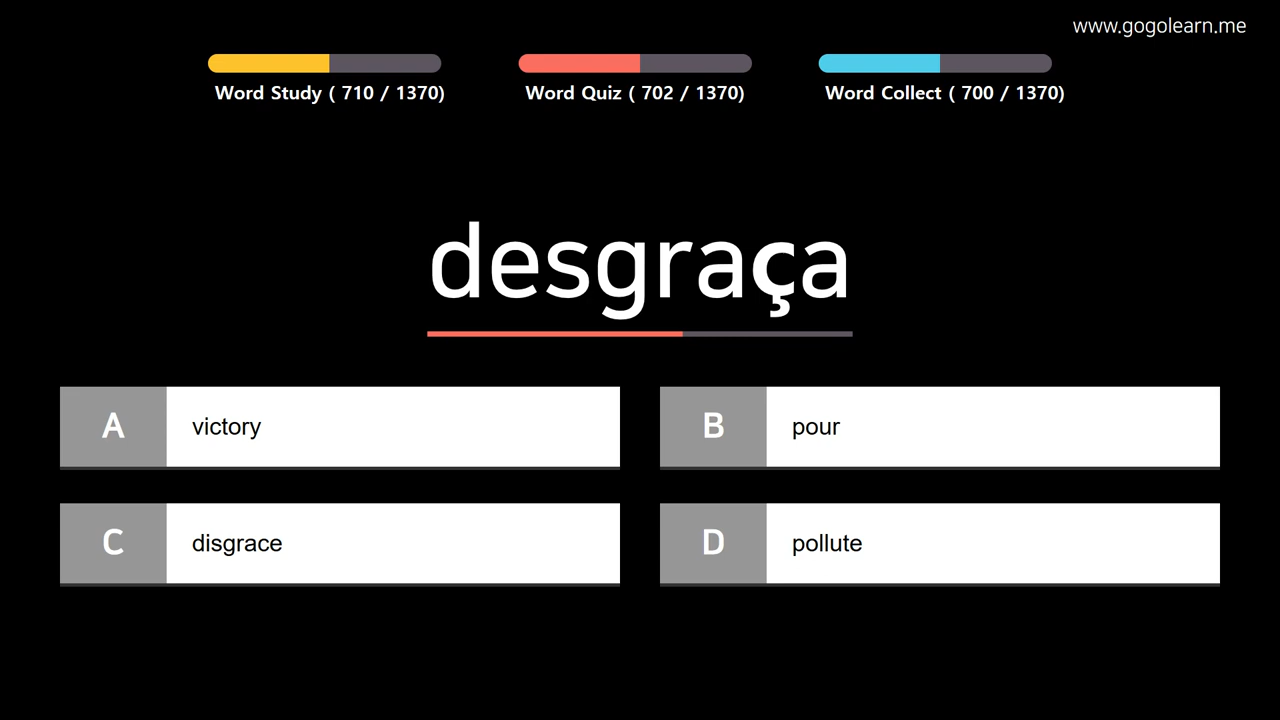 www.gogolearn.me
Word Study ( 710 / 1370)
Word Quiz ( 702 / 1370)
Word Collect ( 700 / 1370)
desgraça
A victory
B pour
C disgrace
D pollute